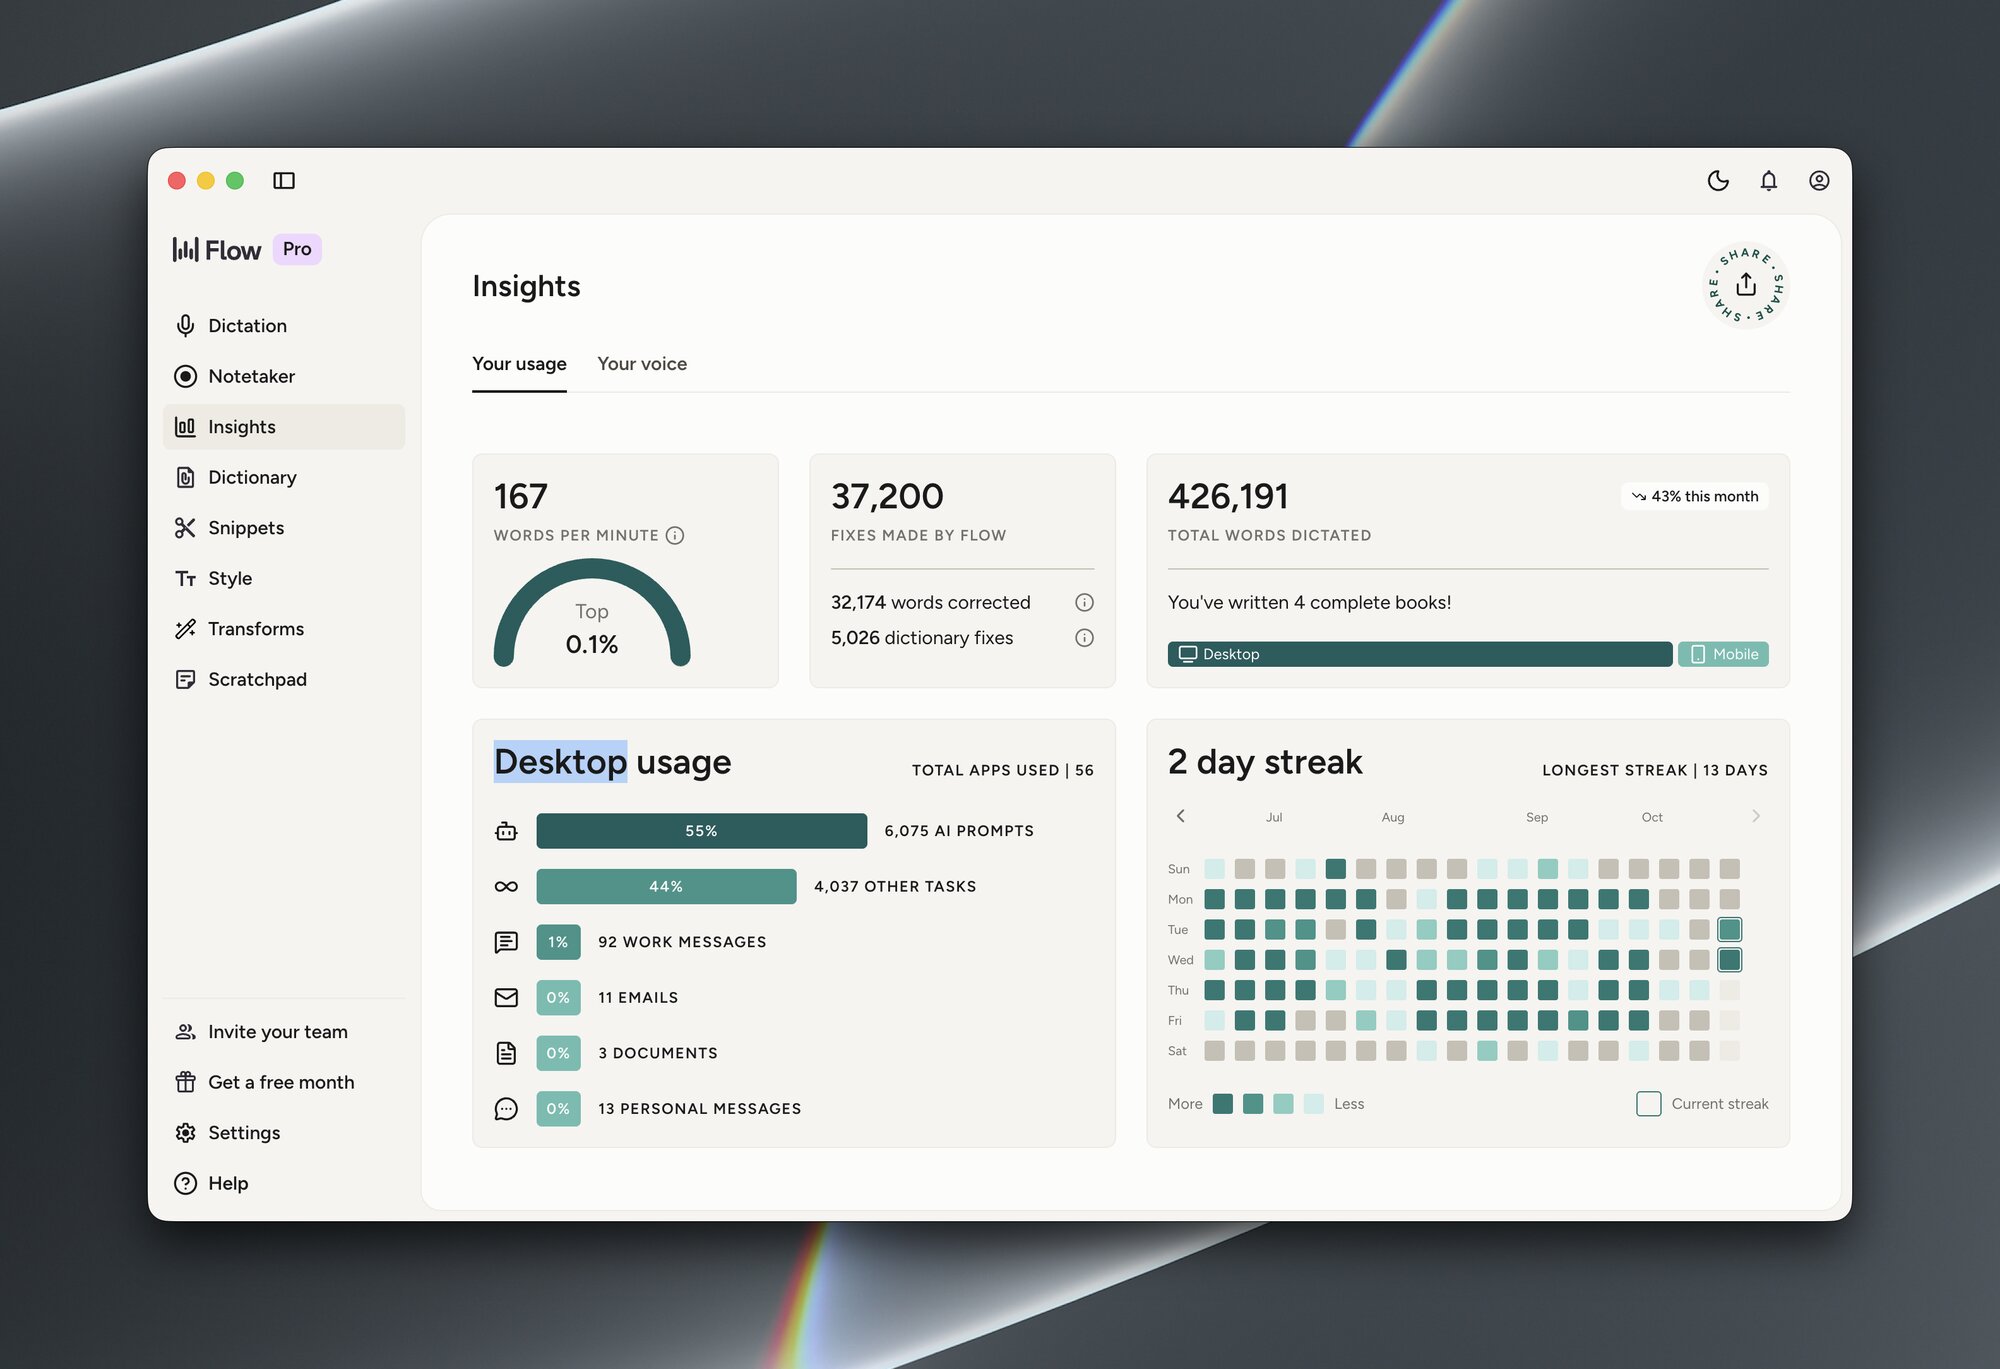 Flow Pro
Dictation
Notetaker
Insights
Dictionary
Snippets
Style
Transforms
Scratchpad
Invite your team
Get a free month
Settings
Help
Insights
SHARE • SHARE • SHARE • SHARE •
Your usage Your voice
167
WORDS PER MINUTE
Top
0.1%
37,200
FIXES MADE BY FLOW
32,174 words corrected
5,026 dictionary fixes
426,191
43% this month
TOTAL WORDS DICTATED
You've written 4 complete books!
Desktop Mobile
Desktop usage
TOTAL APPS USED | 56
55% 6,075 AI PROMPTS
44% 4,037 OTHER TASKS
1% 92 WORK MESSAGES
0% 11 EMAILS
0% 3 DOCUMENTS
0% 13 PERSONAL MESSAGES
2 day streak
LONGEST STREAK | 13 DAYS
Jul Aug Sep Oct
Sun
Mon
Tue
Wed
Thu
Fri
Sat
More Less Current streak